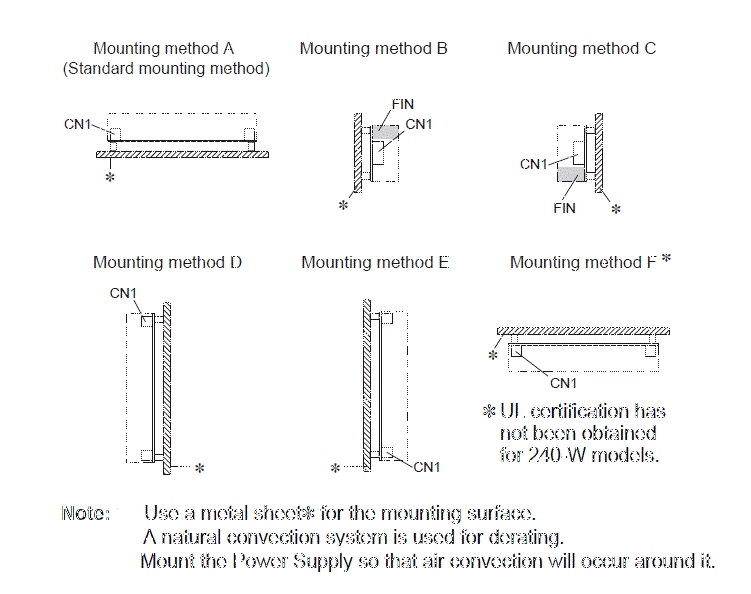 Mounting method A
(Standard mounting method)
Mounting method B
Mounting method C
CN1
*
FIN
CN1
*
CN1
FIN
*
Mounting method D
Mounting method E
Mounting method F *
CN1
*
CN1
*
*
CN1
* UL certification has
not been obtained
for 240-W models.
Note: Use a metal sheet* for the mounting surface.
A natural convection system is used for derating.
Mount the Power Supply so that air convection will occur around it.